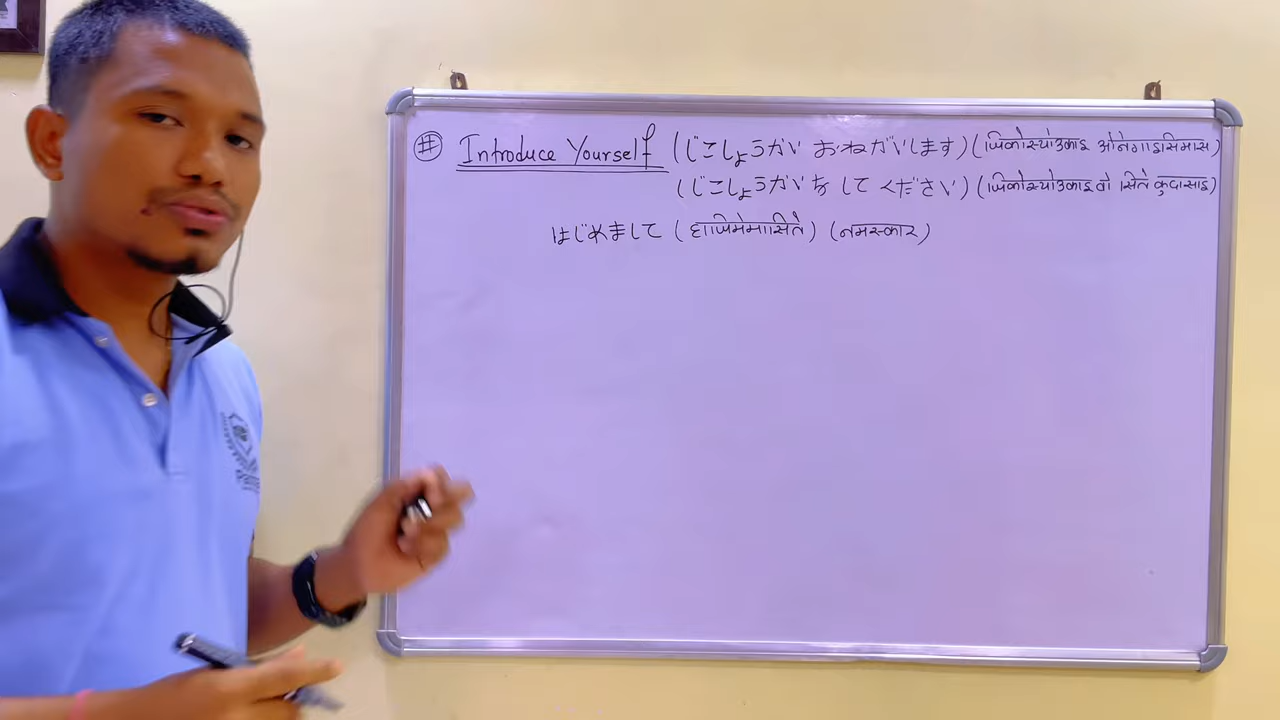 # Introduce Yourself (じこしょうかい おねがいします) (जिकोस्योउकाइ ओनेगाइसिमास)
(じこしょうかいを してください) (जिकोस्योउकाइ वो सिते कुदासाइ)
はじめまして (हाजिमेमासिते) (नमस्कार)